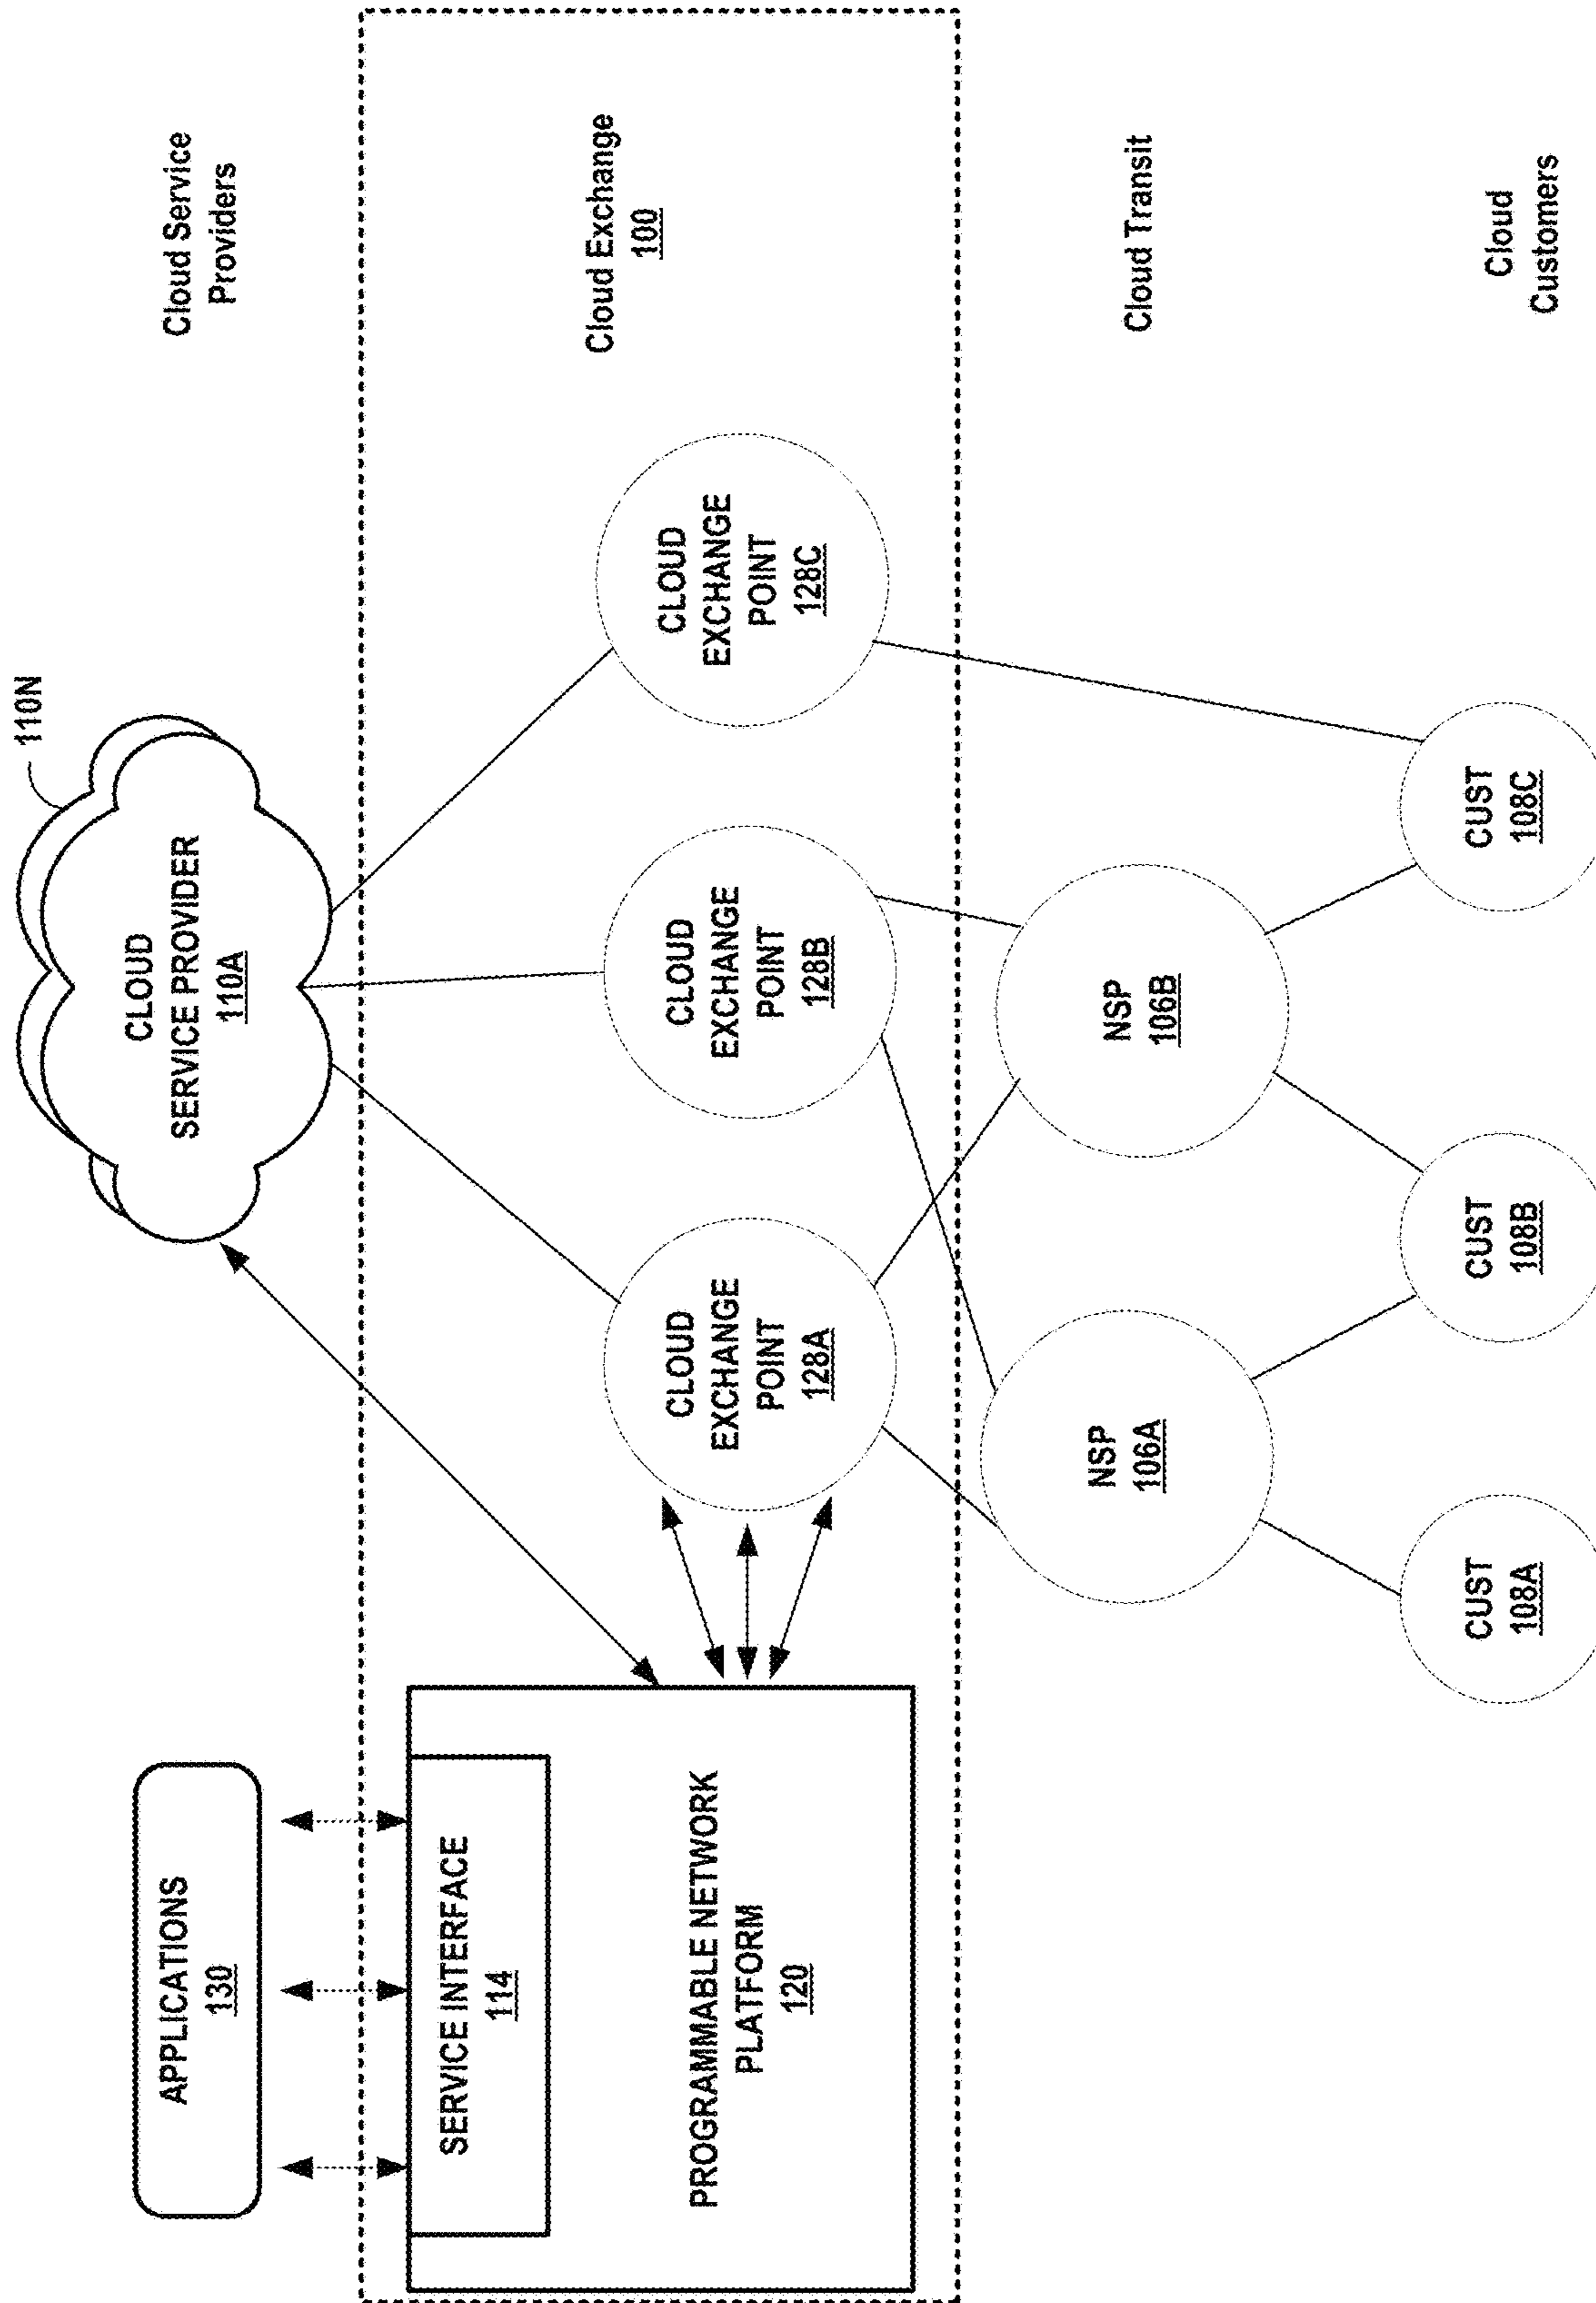 110N
CLOUD
SERVICE PROVIDER
110A
Cloud Service
Providers
APPLICATIONS
130
Cloud Exchange
100
SERVICE INTERFACE
114
PROGRAMMABLE NETWORK
PLATFORM
120
CLOUD
EXCHANGE
POINT
128A
CLOUD
EXCHANGE
POINT
128B
CLOUD
EXCHANGE
POINT
128C
NSP
106A
NSP
106B
Cloud Transit
CUST
108A
CUST
108B
CUST
108C
Cloud
Customers